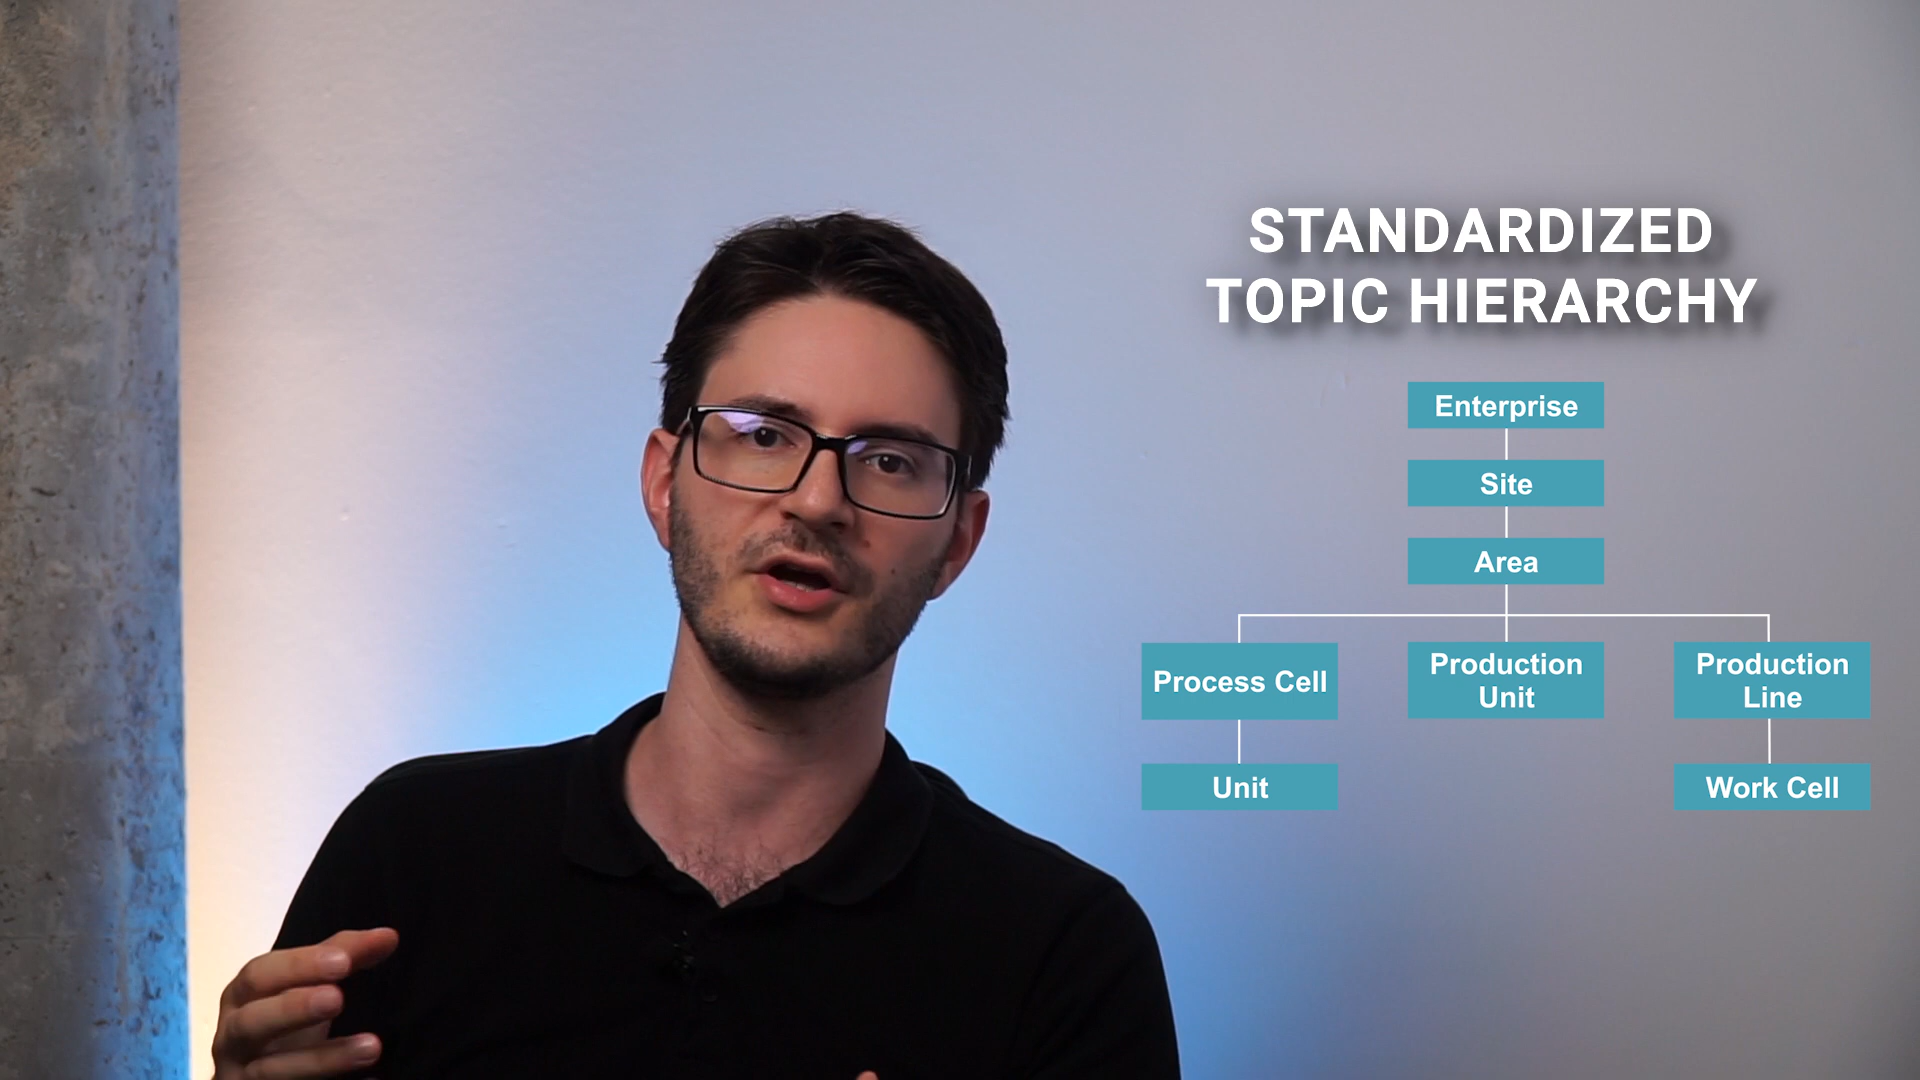 STANDARDIZED
TOPIC HIERARCHY
Enterprise
Site
Area
Process Cell
Production
Unit
Production
Line
Unit
Work Cell